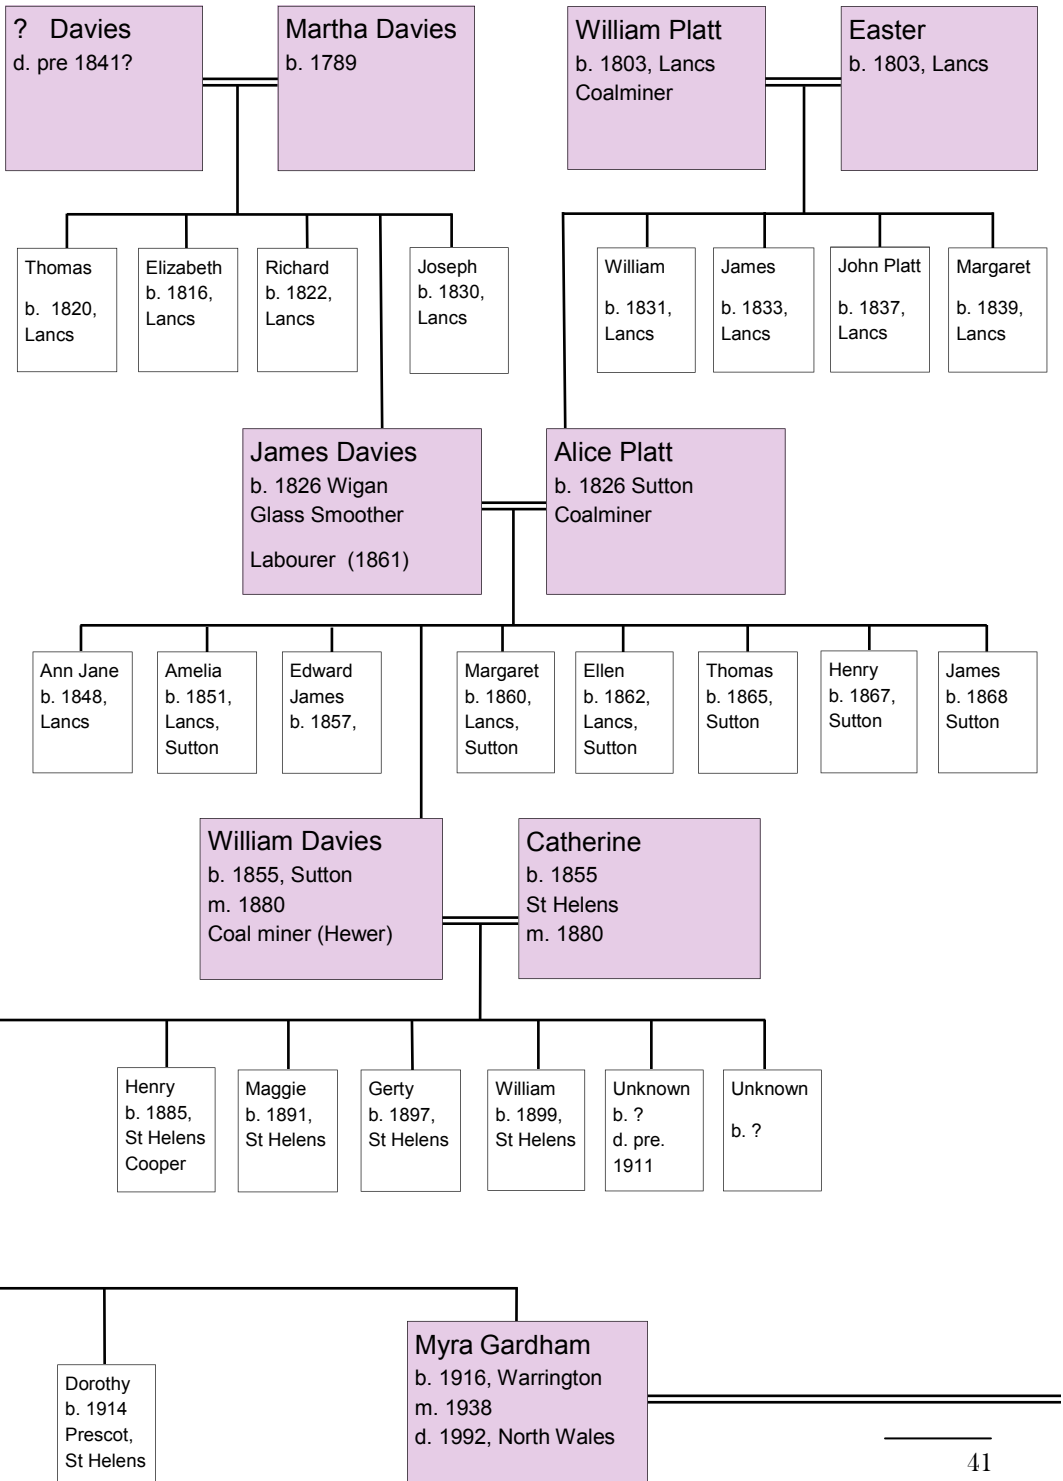 ? Davies
d. pre 1841?
Martha Davies
b. 1789
William Platt
b. 1803, Lancs
Coalminer
Easter
b. 1803, Lancs
Thomas
b. 1820,
Lancs
Elizabeth
b. 1816,
Lancs
Richard
b. 1822,
Lancs
Joseph
b. 1830,
Lancs
William
b. 1831,
Lancs
James
b. 1833,
Lancs
John Platt
b. 1837,
Lancs
Margaret
b. 1839,
Lancs
James Davies
b. 1826 Wigan
Glass Smoother
Labourer (1861)
Alice Platt
b. 1826 Sutton
Coalminer
Ann Jane
b. 1848,
Lancs
Amelia
b. 1851,
Lancs,
Sutton
Edward
James
b. 1857,
Margaret
b. 1860,
Lancs,
Sutton
Ellen
b. 1862,
Lancs,
Sutton
Thomas
b. 1865,
Sutton
Henry
b. 1867,
Sutton
James
b. 1868
Sutton
William Davies
b. 1855, Sutton
m. 1880
Coal miner (Hewer)
Catherine
b. 1855
St Helens
m. 1880
Henry
b. 1885,
St Helens
Cooper
Maggie
b. 1891,
St Helens
Gerty
b. 1897,
St Helens
William
b. 1899,
St Helens
Unknown
b. ?
d. pre.
1911
Unknown
b. ?
Dorothy
b. 1914
Prescot,
St Helens
Myra Gardham
b. 1916, Warrington
m. 1938
d. 1992, North Wales
41